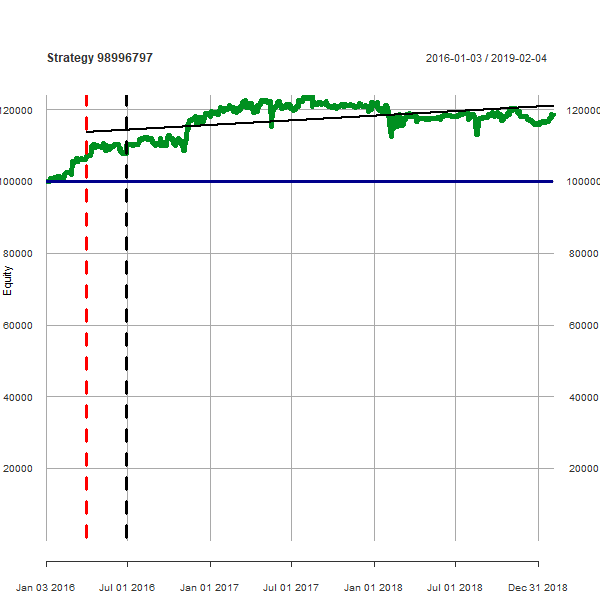 Strategy 98996797
2016-01-03 / 2019-02-04
120000
120000
100000
100000
80000
80000
60000
60000
40000
40000
20000
20000
Equity
Jan 03 2016
Jul 01 2016
Jan 01 2017
Jul 01 2017
Jan 01 2018
Jul 01 2018
Dec 31 2018